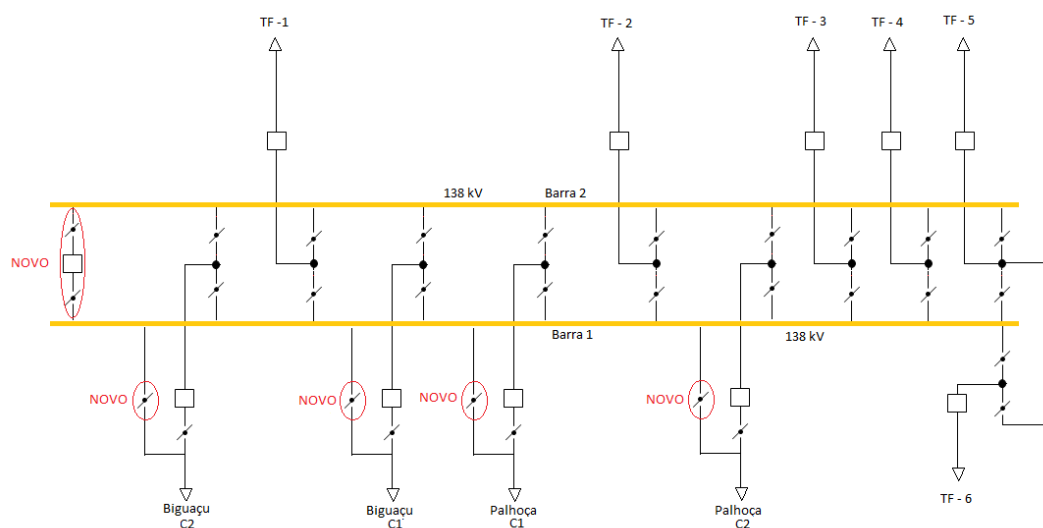 TF -1
TF - 2
TF - 3
TF - 4
TF - 5
138 kV
Barra 2
NOVO
Barra 1
138 kV
NOVO
NOVO
NOVO
NOVO
TF - 6
Biguaçu
C2
Biguaçu
C1
Palhoça
C1
Palhoça
C2